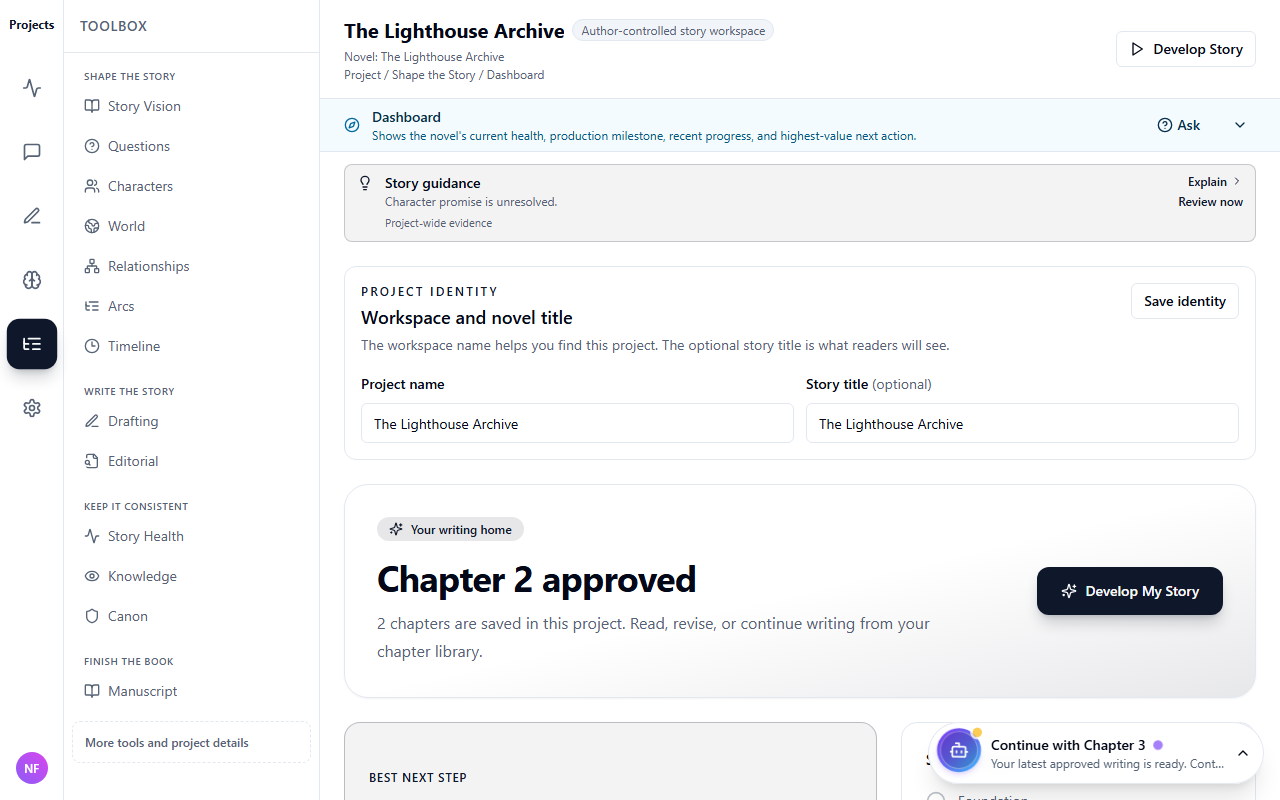 Projects
TOOLBOX
SHAPE THE STORY
Story Vision
Questions
Characters
World
Relationships
Arcs
Timeline
WRITE THE STORY
Drafting
Editorial
KEEP IT CONSISTENT
Story Health
Knowledge
Canon
FINISH THE BOOK
Manuscript
More tools and project details
NF
The Lighthouse Archive
Author-controlled story workspace
Novel: The Lighthouse Archive
Project / Shape the Story / Dashboard
Develop Story
Dashboard
Shows the novel's current health, production milestone, recent progress, and highest-value next action.
Ask
Story guidance
Character promise is unresolved.
Project-wide evidence
Explain
Review now
PROJECT IDENTITY
Workspace and novel title
The workspace name helps you find this project. The optional story title is what readers will see.
Save identity
Project name
The Lighthouse Archive
Story title (optional)
The Lighthouse Archive
Your writing home
Chapter 2 approved
2 chapters are saved in this project. Read, revise, or continue writing from your
chapter library.
Develop My Story
BEST NEXT STEP
Continue with Chapter 3
Your latest approved writing is ready. Cont...